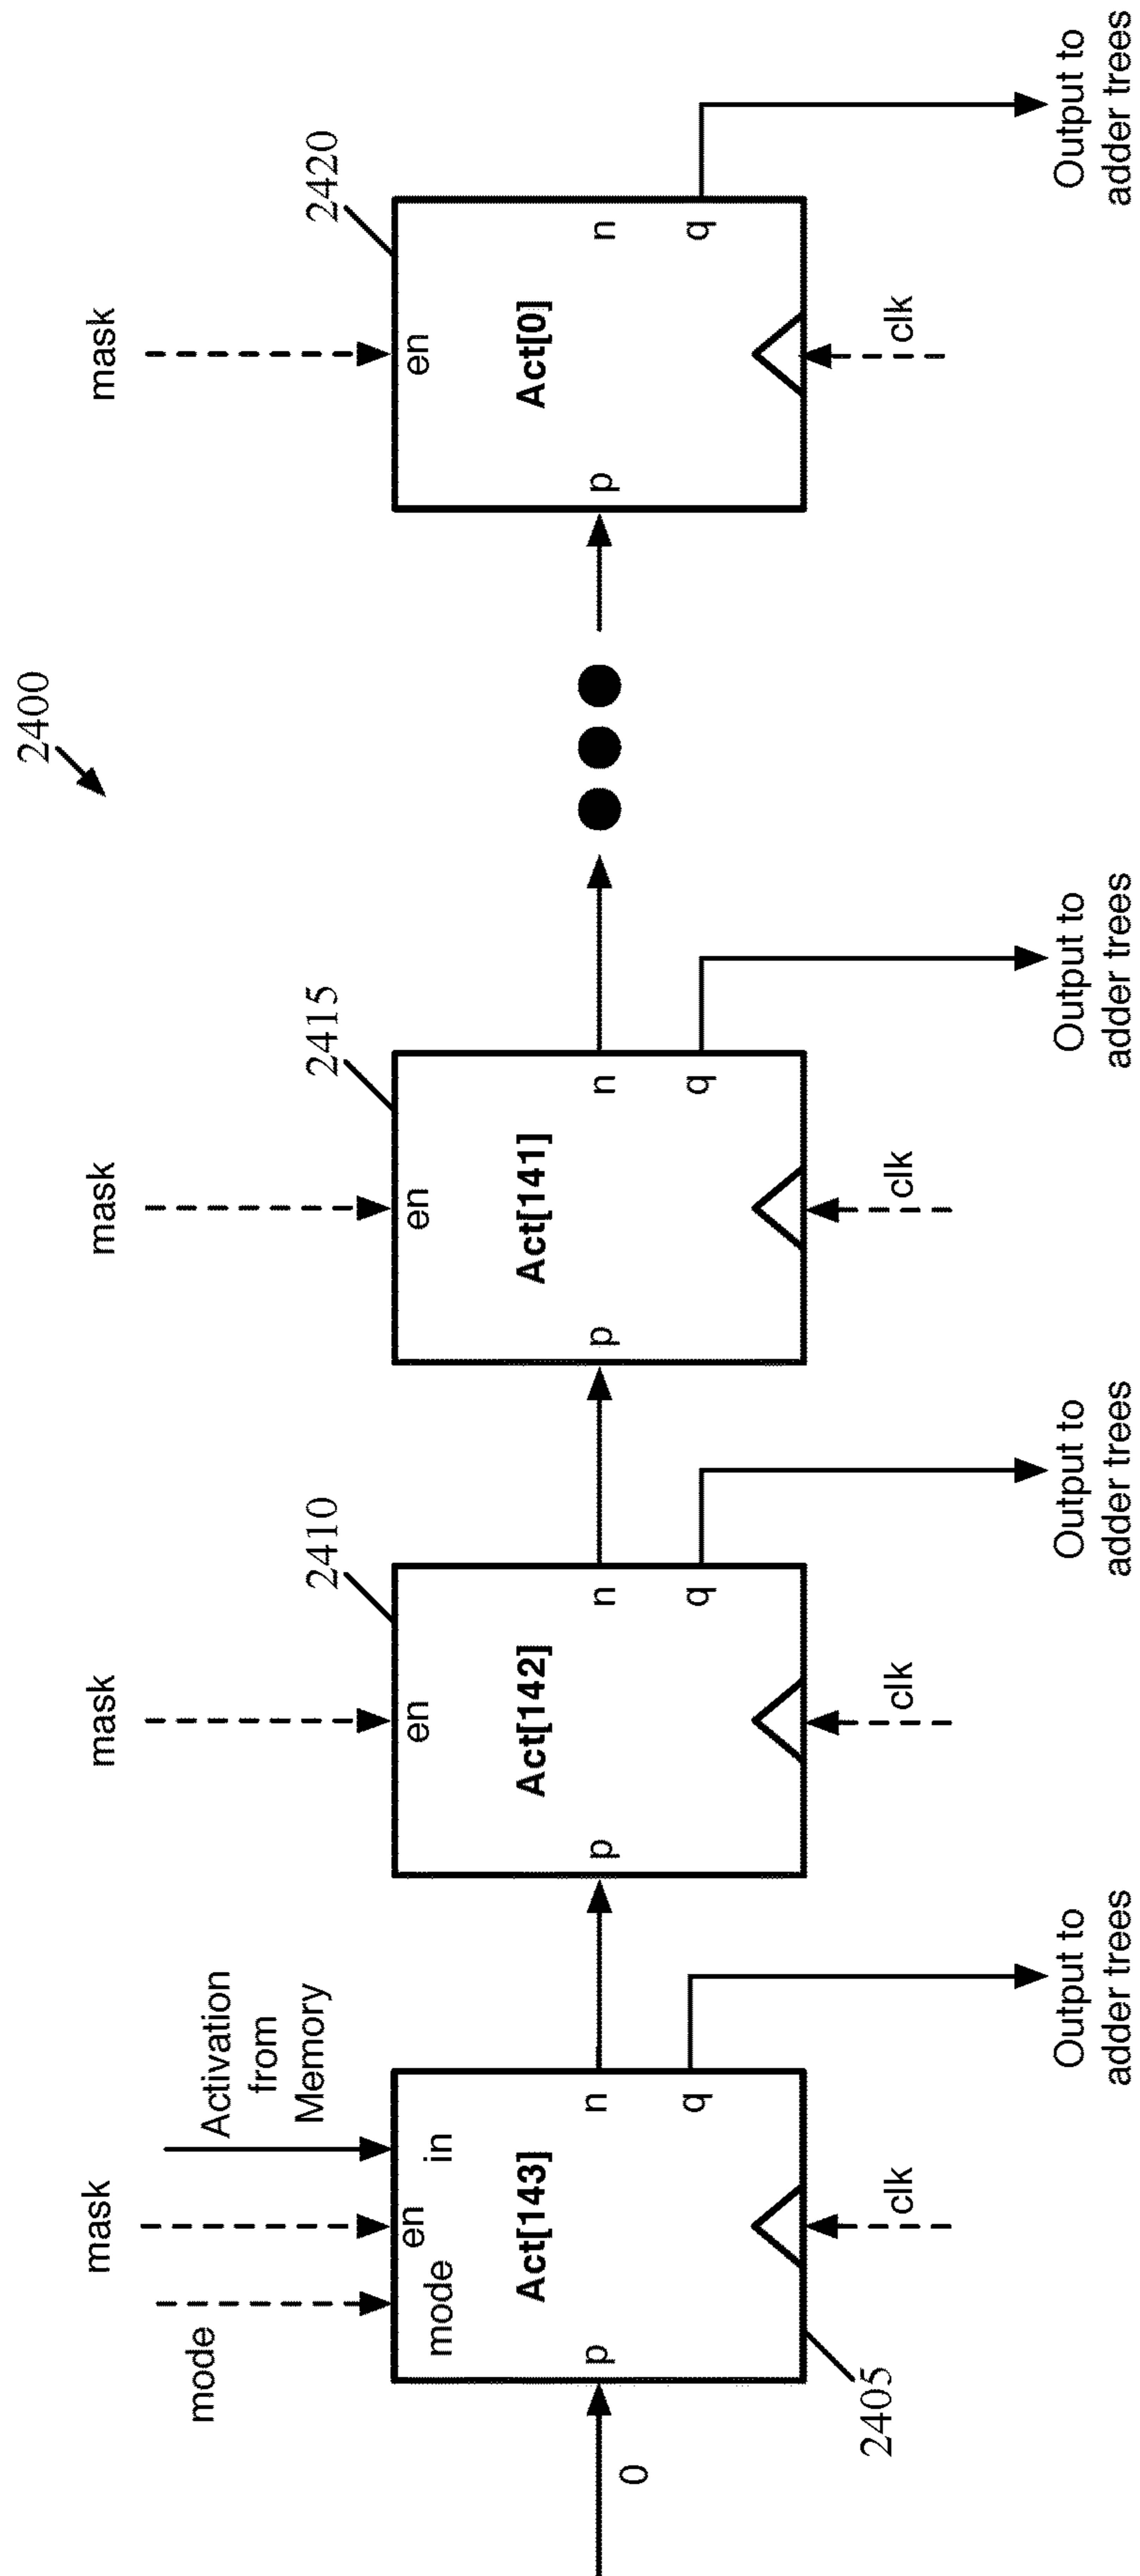 2400
mode
mask
Activation
from
Memory
mask
mask
mask
2410
2415
2420
mode
en
in
en
en
en
Act[143]
Act[142]
Act[141]
Act[0]
0
p
n
p
n
p
n
p
n
q
q
q
q
2405
clk
clk
clk
clk
Output to
adder trees
Output to
adder trees
Output to
adder trees
Output to
adder trees